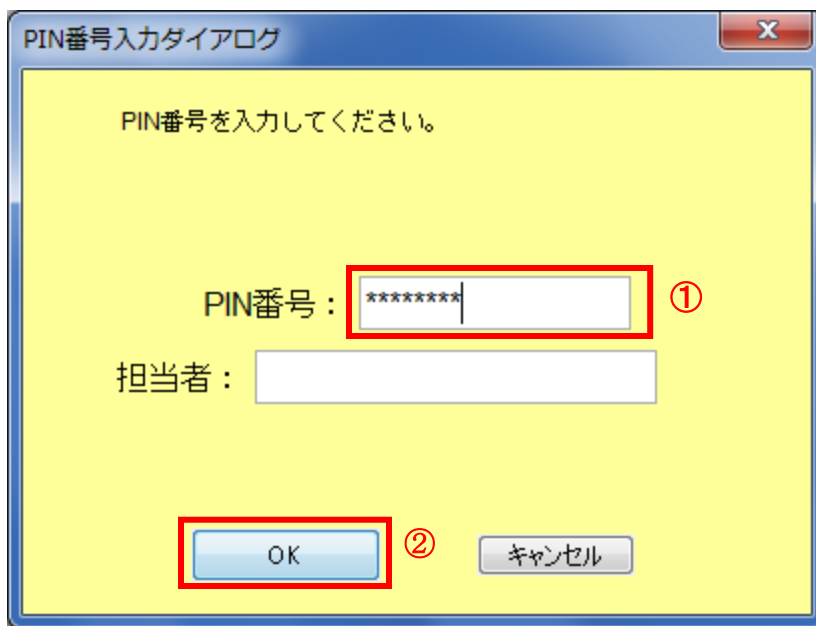 PIN番号入力ダイアログ
PIN番号を入力してください。
PIN番号： ******** ①
担当者：
OK ② キャンセル